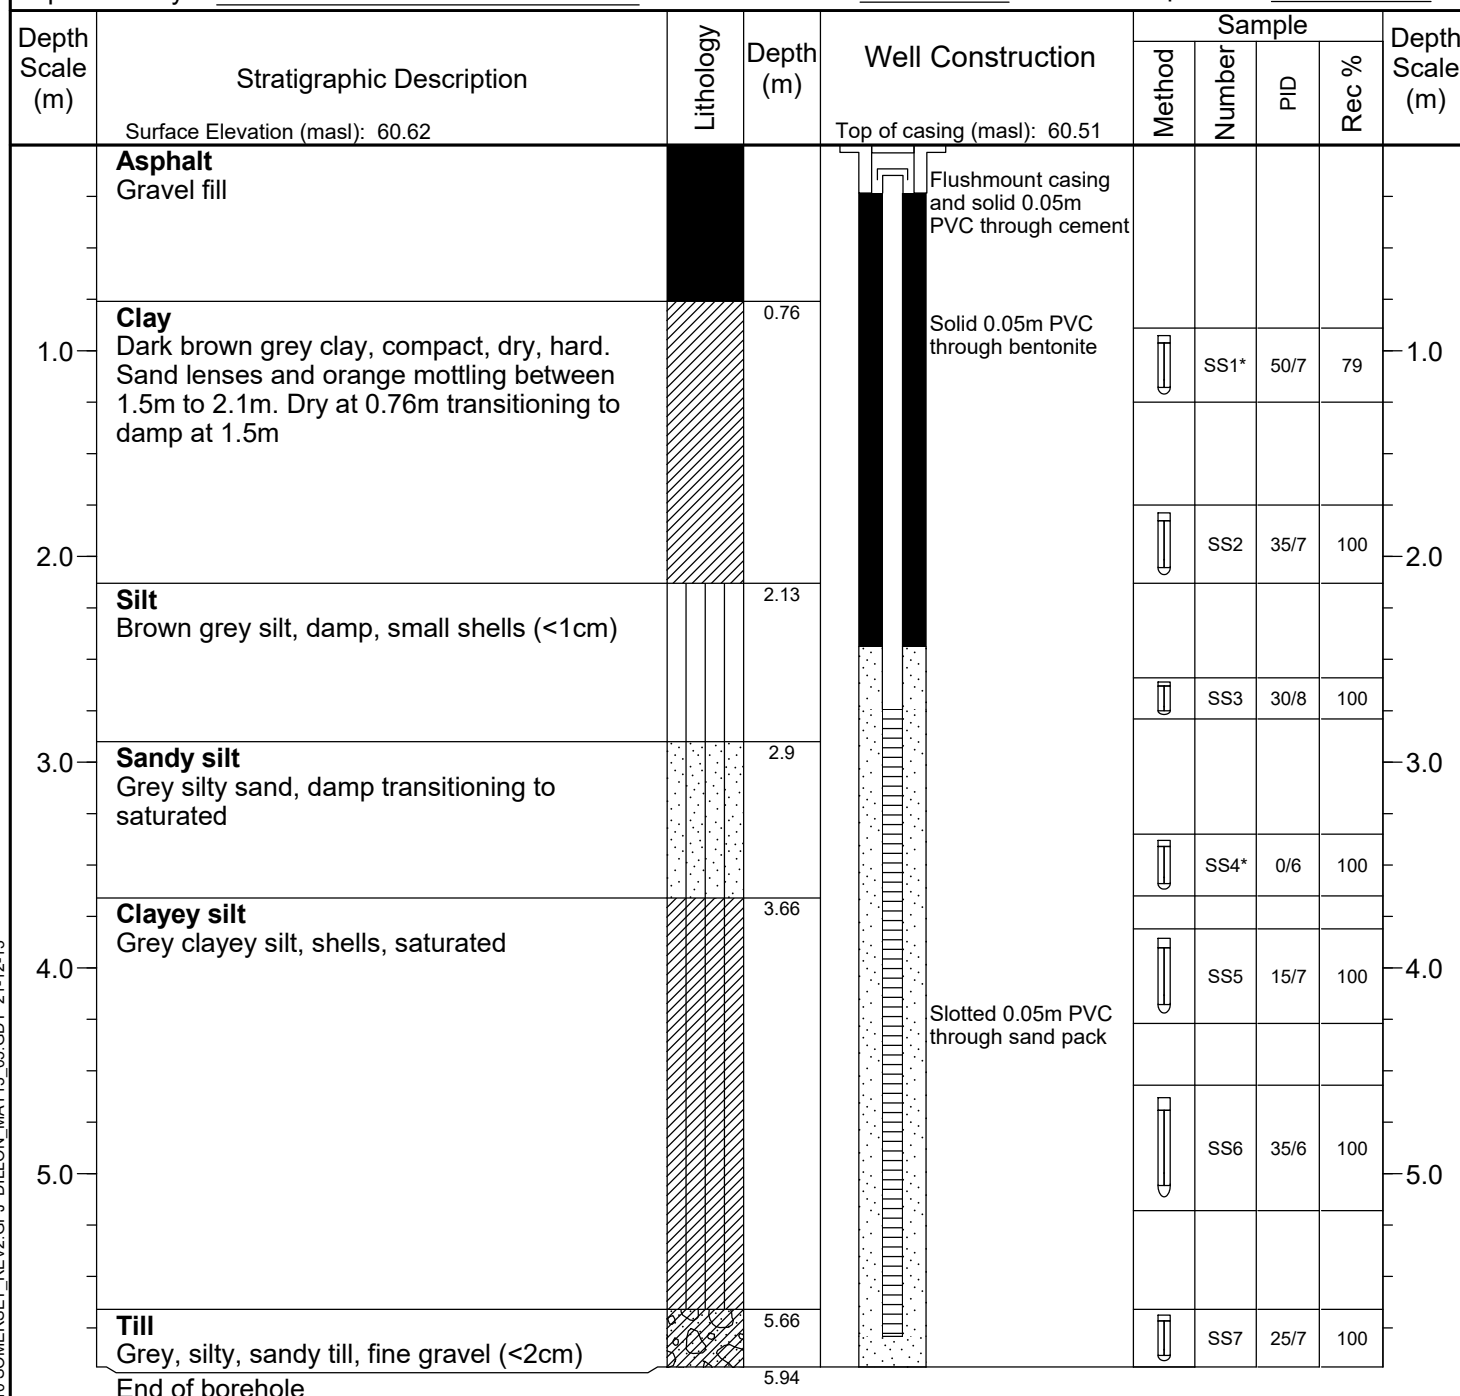 Depth
Scale
(m)
Stratigraphic Description
Surface Elevation (masl): 60.62
Lithology
Depth
(m)
Well Construction
Top of casing (masl): 60.51
Sample
Method
Number
PID
Rec %
Depth
Scale
(m)
Asphalt
Gravel fill
Flushmount casing
and solid 0.05m
PVC through cement
Clay
0.76
Dark brown grey clay, compact, dry, hard.
Sand lenses and orange mottling between
1.5m to 2.1m. Dry at 0.76m transitioning to
damp at 1.5m
Solid 0.05m PVC
through bentonite
1.0
SS1* 50/7 79
1.0
2.0
SS2 35/7 100
2.0
Silt
2.13
Brown grey silt, damp, small shells (<1cm)
SS3 30/8 100
Sandy silt
2.9
3.0
3.0
Grey silty sand, damp transitioning to
saturated
SS4* 0/6 100
Clayey silt
3.66
Grey clayey silt, shells, saturated
4.0
SS5 15/7 100
4.0
Slotted 0.05m PVC
through sand pack
SS6 35/6 100
5.0
5.0
Till
5.66
Grey, silty, sandy till, fine gravel (<2cm)
SS7 25/7 100
5.94
End of borehole